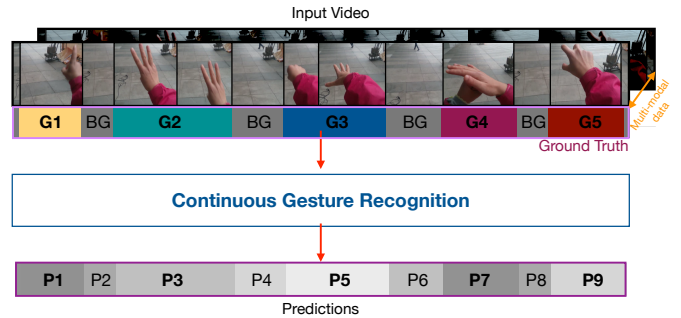 Input Video
G1 BG G2 BG G3 BG G4 BG G5
Multi-modal
data
Ground Truth
Continuous Gesture Recognition
P1 P2 P3 P4 P5 P6 P7 P8 P9
Predictions